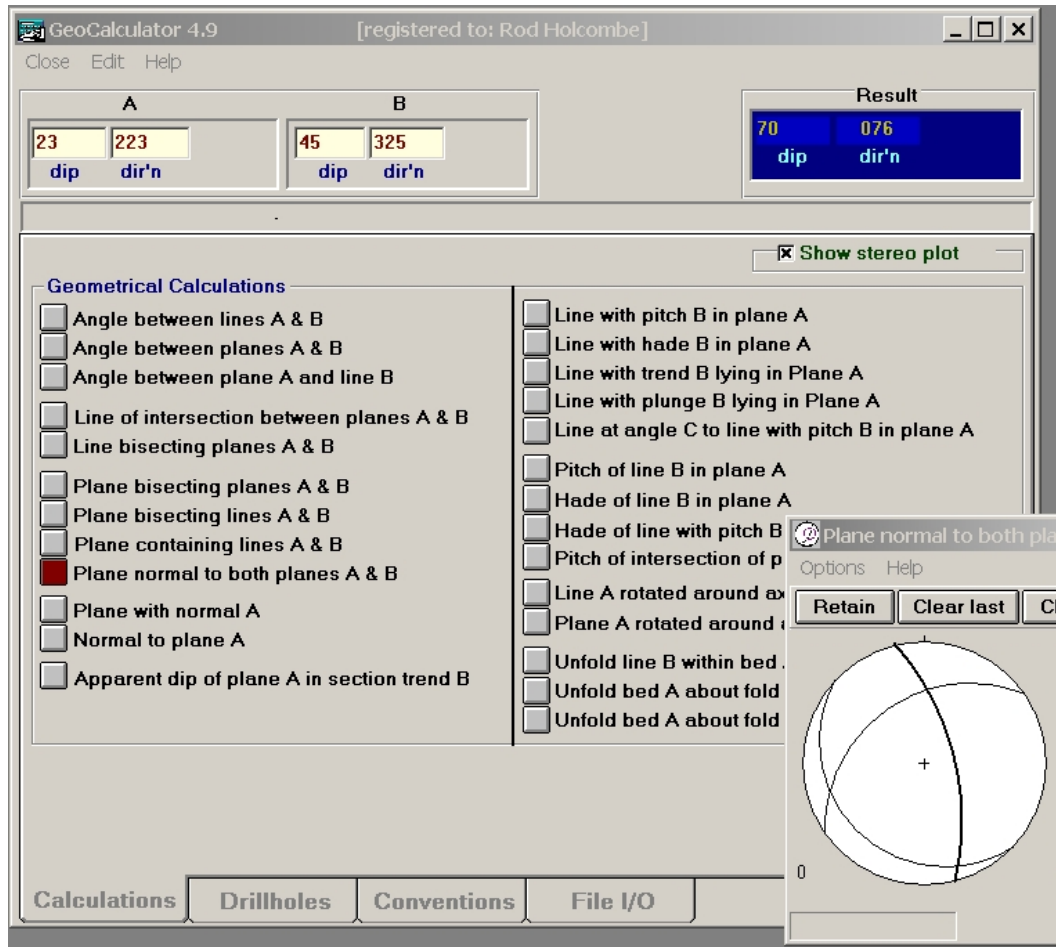 GeoCalculator 4.9 [registered to: Rod Holcombe]
Close Edit Help
A B Result
23 223 45 325 70 076
dip dir'n dip dir'n dip dir'n
Show stereo plot
Geometrical Calculations
Angle between lines A & B
Angle between planes A & B
Angle between plane A and line B
Line of intersection between planes A & B
Line bisecting planes A & B
Plane bisecting planes A & B
Plane bisecting lines A & B
Plane containing lines A & B
Plane normal to both planes A & B
Plane with normal A
Normal to plane A
Apparent dip of plane A in section trend B
Line with pitch B in plane A
Line with hade B in plane A
Line with trend B lying in Plane A
Line with plunge B lying in Plane A
Line at angle C to line with pitch B in plane A
Pitch of line B in plane A
Hade of line B in plane A
Hade of line with pitch B
Pitch of intersection of p
Line A rotated around ax
Plane A rotated around
Unfold line B within bed
Unfold bed A about fold
Unfold bed A about fold
Plane normal to both pla
Options Help
Retain Clear last Cl
0
Calculations Drillholes Conventions File I/O